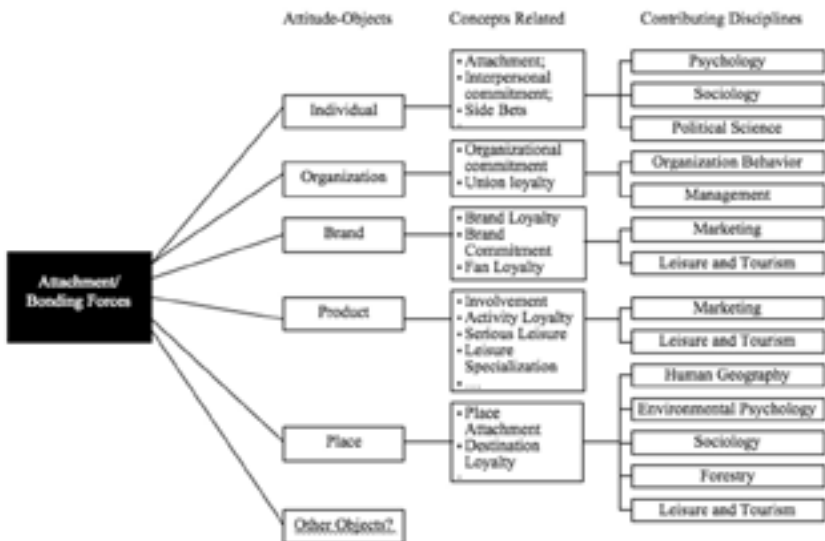 Attitude-Objects
Concepts Related
Contributing Disciplines
Attachment/
Bonding Forces
Individual
• Attachment;
• Interpersonal
commitment;
• Side Bets
Psychology
Sociology
Political Science
Organization
• Organizational
commitment
• Union loyalty
Organization Behavior
Management
Brand
• Brand Loyalty
• Brand
Commitment
• Fan Loyalty
Marketing
Leisure and Tourism
Product
• Involvement
• Activity Loyalty
• Serious Leisure
• Leisure
Specialization
• ....
Marketing
Leisure and Tourism
Place
• Place
Attachment
• Destination
Loyalty
Human Geography
Environmental Psychology
Sociology
Forestry
Leisure and Tourism
Other Objects?